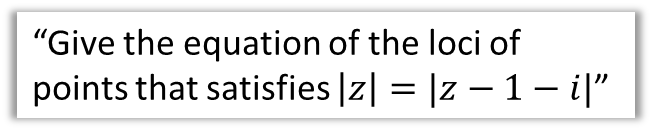 “Give the equation of the loci of
points that satisfies |𝑧| = |𝑧 − 1 − 𝑖|”